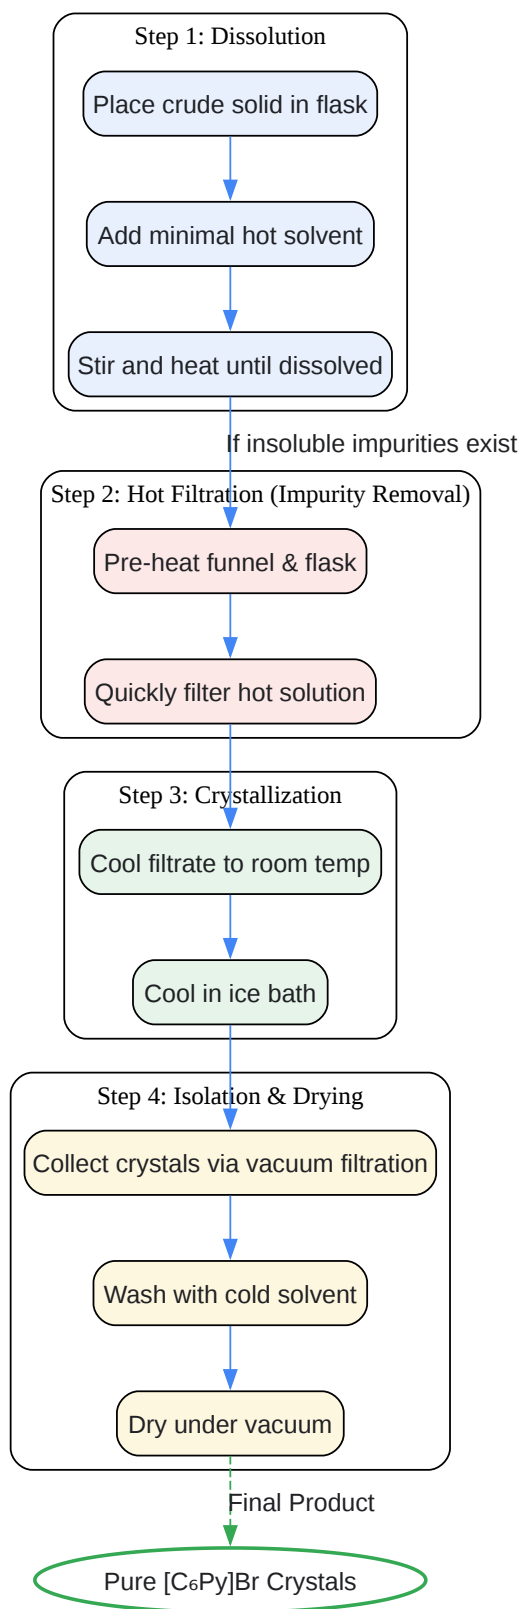 Step 1: Dissolution
Place crude solid in flask
Add minimal hot solvent
Stir and heat until dissolved
If insoluble impurities exist
Step 2: Hot Filtration (Impurity Removal)
Pre-heat funnel & flask
Quickly filter hot solution
Step 3: Crystallization
Cool filtrate to room temp
Cool in ice bath
Step 4: Isolation & Drying
Collect crystals via vacuum filtration
Wash with cold solvent
Dry under vacuum
Final Product
Pure [C₆Py]Br Crystals